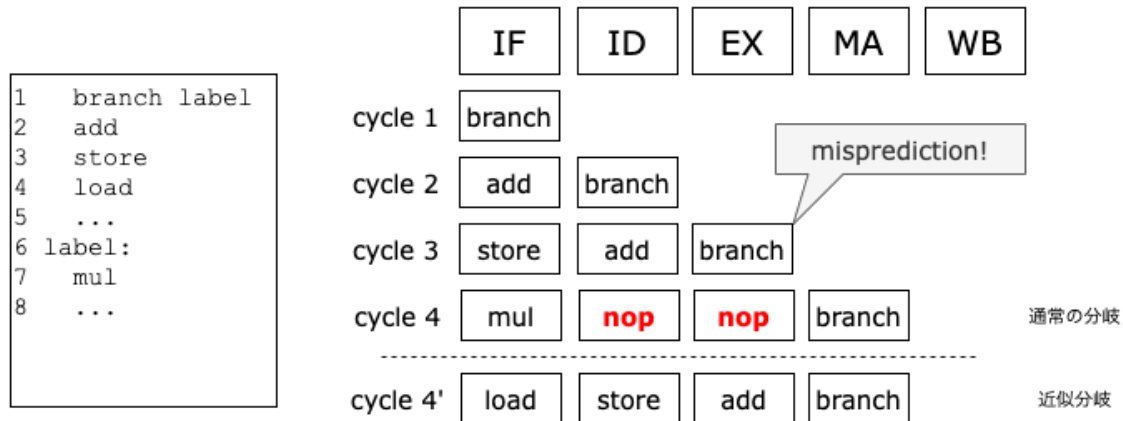 IF ID EX MA WB
1 branch label
2 add
3 store
4 load
5 ...
6 label:
7 mul
8 ...
cycle 1 branch
misprediction!
cycle 2 add branch
cycle 3 store add branch
cycle 4 mul nop nop branch 通常の分岐
cycle 4' load store add branch 近似分岐